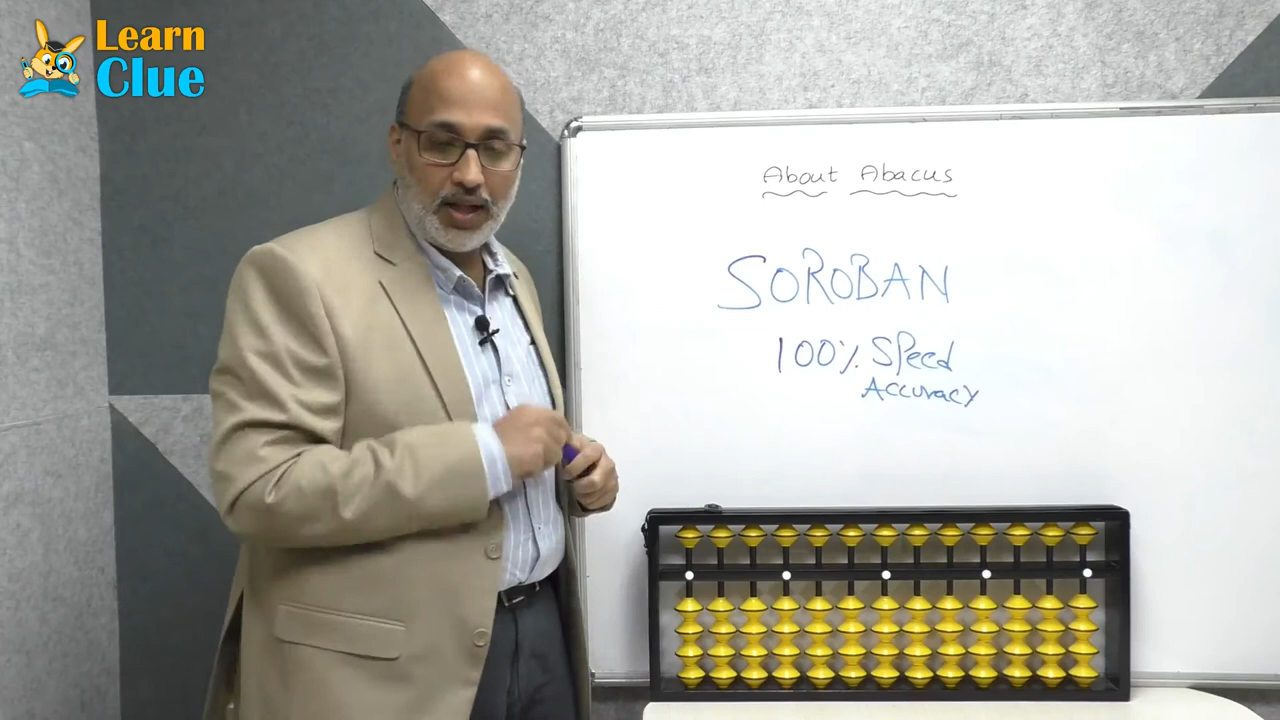 Learn
Clue
About Abacus
SOROBAN
100% Speed
Accuracy